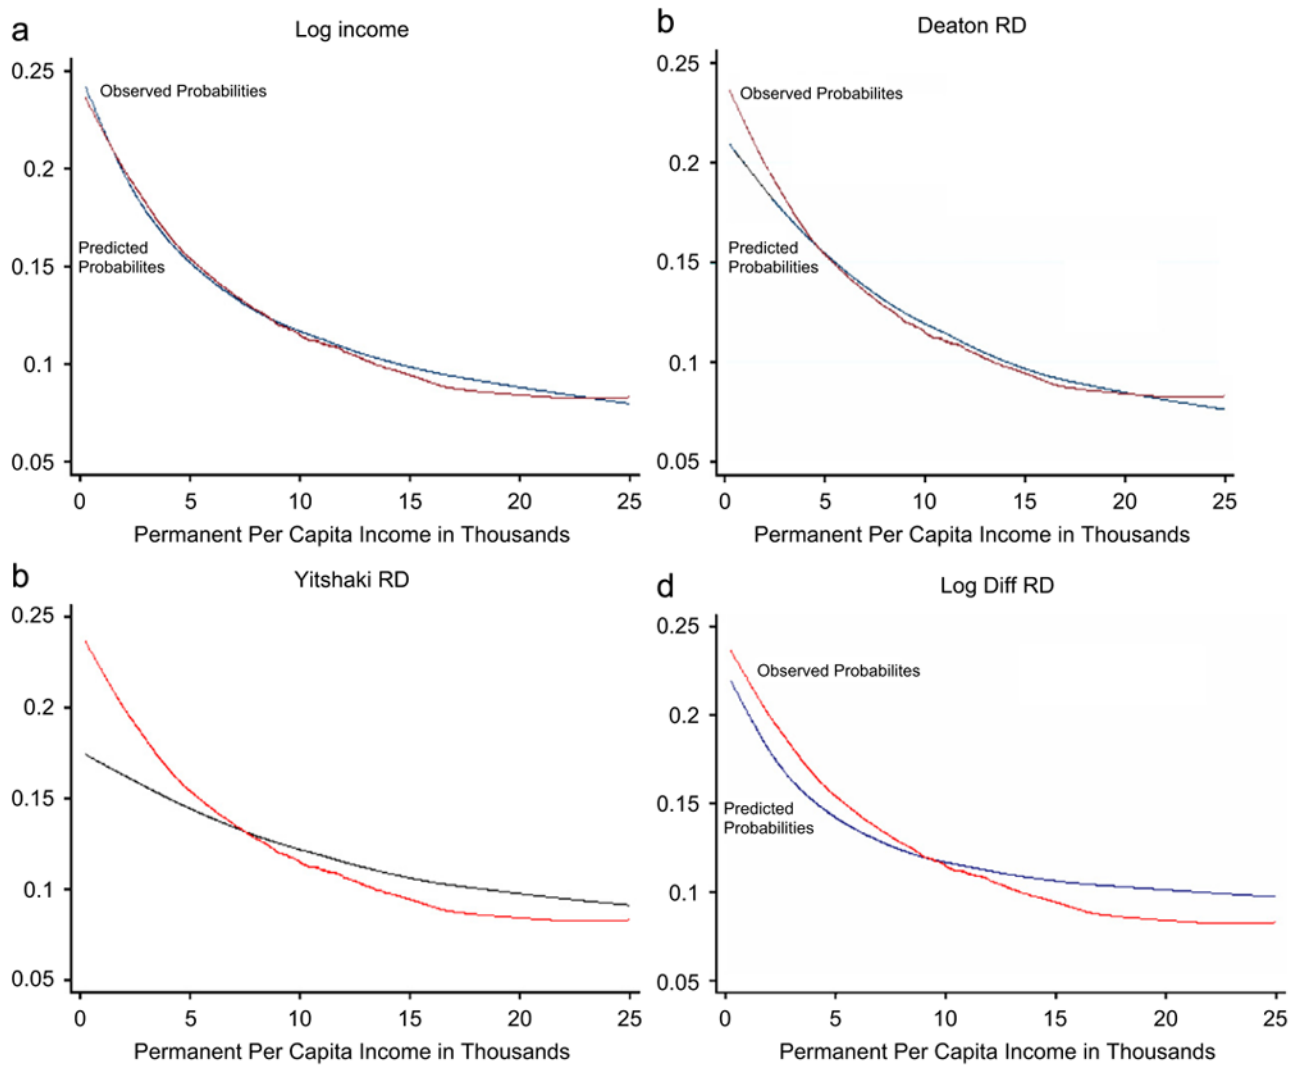 a
Log income
0.25
0.2
0.15
0.1
0.05
Observed Probabilities
Predicted
Probabilites
0 5 10 15 20 25
Permanent Per Capita Income in Thousands
b
Deaton RD
0.25
0.2
0.15
0.1
0.05
Observed Probabilites
Predicted
Probabilities
0 5 10 15 20 25
Permanent Per Capita Income in Thousands
b
Yitshaki RD
0.25
0.2
0.15
0.1
0.05
0 5 10 15 20 25
Permanent Per Capita Income in Thousands
d
Log Diff RD
0.25
0.2
0.15
0.1
0.05
Observed Probabilites
Predicted
Probabilities
0 5 10 15 20 25
Permanent Per Capita Income in Thousands